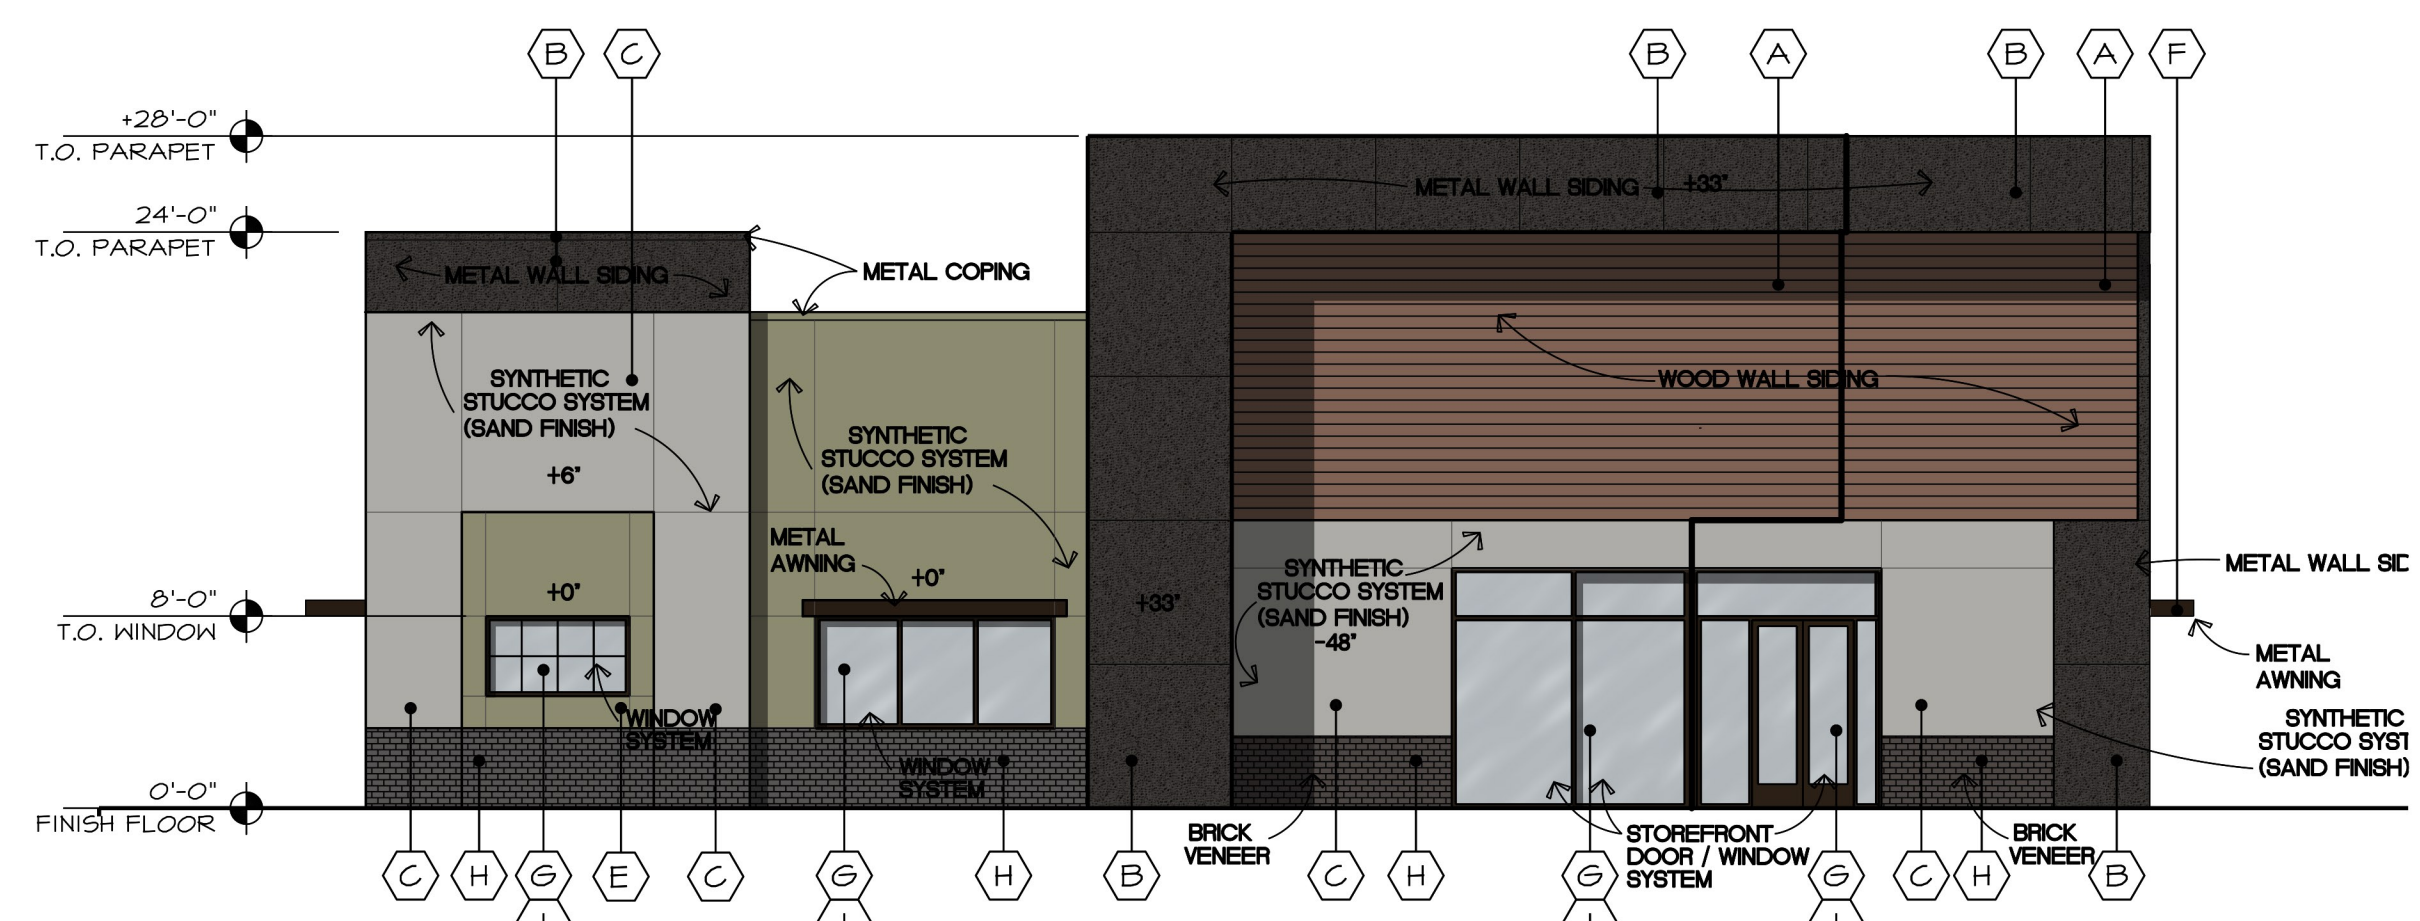 B
C
B
A
B
A
F
+28'-0"
T.O. PARAPET
24'-0"
T.O. PARAPET
METAL WALL SIDING
METAL COPING
METAL WALL SIDING
+33"
SYNTHETIC
STUCCO SYSTEM
(SAND FINISH)
+6"
SYNTHETIC
STUCCO SYSTEM
(SAND FINISH)
WOOD WALL SIDING
METAL
AWNING
+0"
+0"
8'-0"
T.O. WINDOW
+33"
SYNTHETIC
STUCCO SYSTEM
(SAND FINISH)
-48"
METAL WALL SID
METAL
AWNING
WINDOW
SYSTEM
WINDOW
SYSTEM
SYNTHETIC
STUCCO SYST
(SAND FINISH)
0'-0"
FINISH FLOOR
BRICK
VENEER
STOREFRONT
DOOR / WINDOW
SYSTEM
BRICK
VENEER
C
H
G
E
C
G
H
B
C
H
G
G
C
H
B